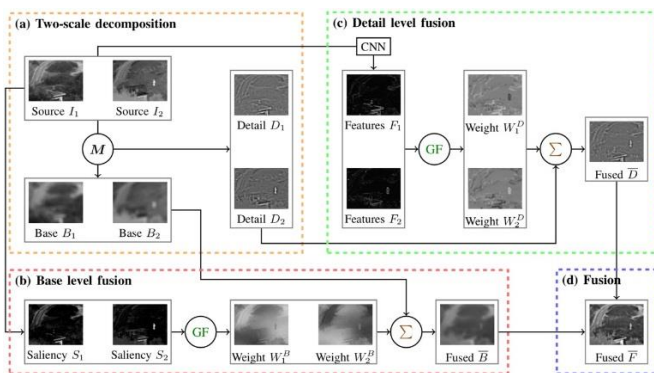 (a) Two-scale decomposition
Source I₁
Source I₂
M
Base B₁
Base B₂
Detail D₁
Detail D₂
(c) Detail level fusion
CNN
Features F₁
Features F₂
GF
Weight W₁ᴰ
Weight W₂ᴰ
∑
Fused D̅
(b) Base level fusion
Saliency S₁
Saliency S₂
GF
Weight W₁ᴮ
Weight W₂ᴮ
∑
Fused B̅
(d) Fusion
Fused F̅